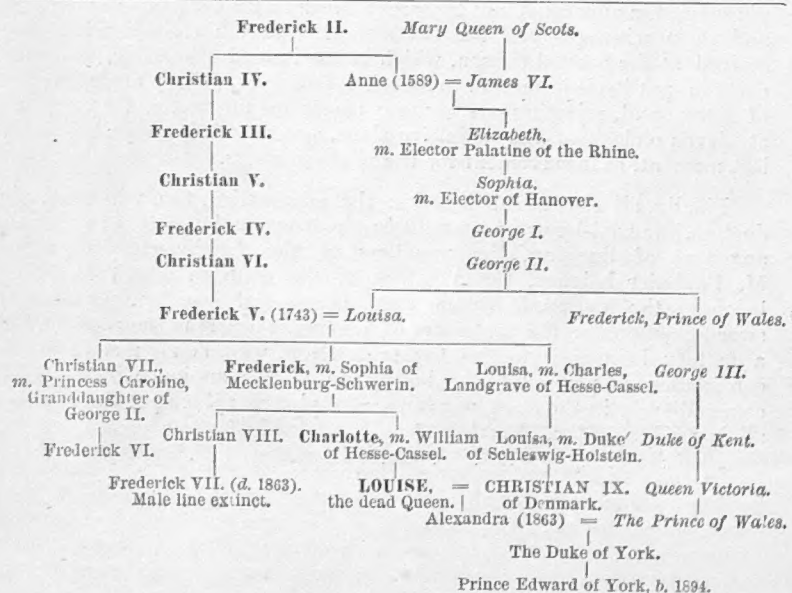 Frederick II. Mary Queen of Scots.
Christian IV. Anne (1589) = James VI.
Frederick III. Elizabeth,
m. Elector Palatine of the Rhine.
Christian V. Sophia,
m. Elector of Hanover.
Frederick IV. George I.
Christian VI. George II.
Frederick V. (1743) = Louisa. Frederick, Prince of Wales.
Christian VII., Frederick, m. Sophia of Louisa, m. Charles, George III.
m. Princess Caroline, Mecklenburg-Schwerin. Landgrave of Hesse-Cassel.
Granddaughter of
George II.
Frederick VI. Christian VIII. Charlotte, m. William Louisa, m. Duke Duke of Kent.
of Hesse-Cassel. of Schleswig-Holstein.
Frederick VII. (d. 1863). LOUISE, = CHRISTIAN IX. Queen Victoria.
Male line extinct. the dead Queen. of Denmark.
Alexandra (1863) = The Prince of Wales.
The Duke of York.
Prince Edward of York, b. 1894.